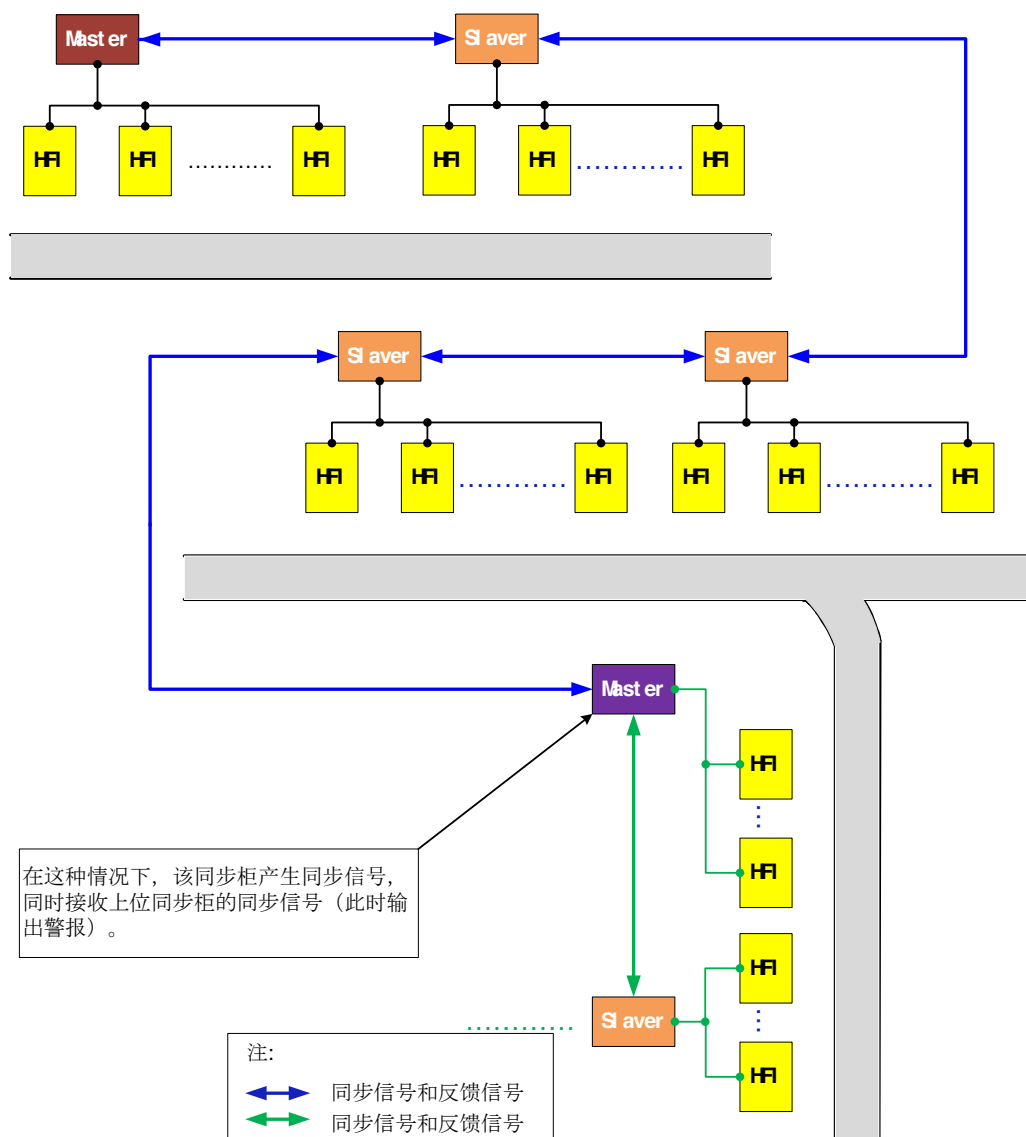 Master
Slaver
HFI
HFI
............
HFI
HFI
HFI
............
HFI
Slaver
Slaver
HFI
HFI
............
HFI
HFI
HFI
............
HFI
Master
HFI
HFI
在这种情况下，该同步柜产生同步信号，
同时接收上位同步柜的同步信号（此时输
出警报）。
HFI
Slaver
HFI
注:
同步信号和反馈信号
同步信号和反馈信号